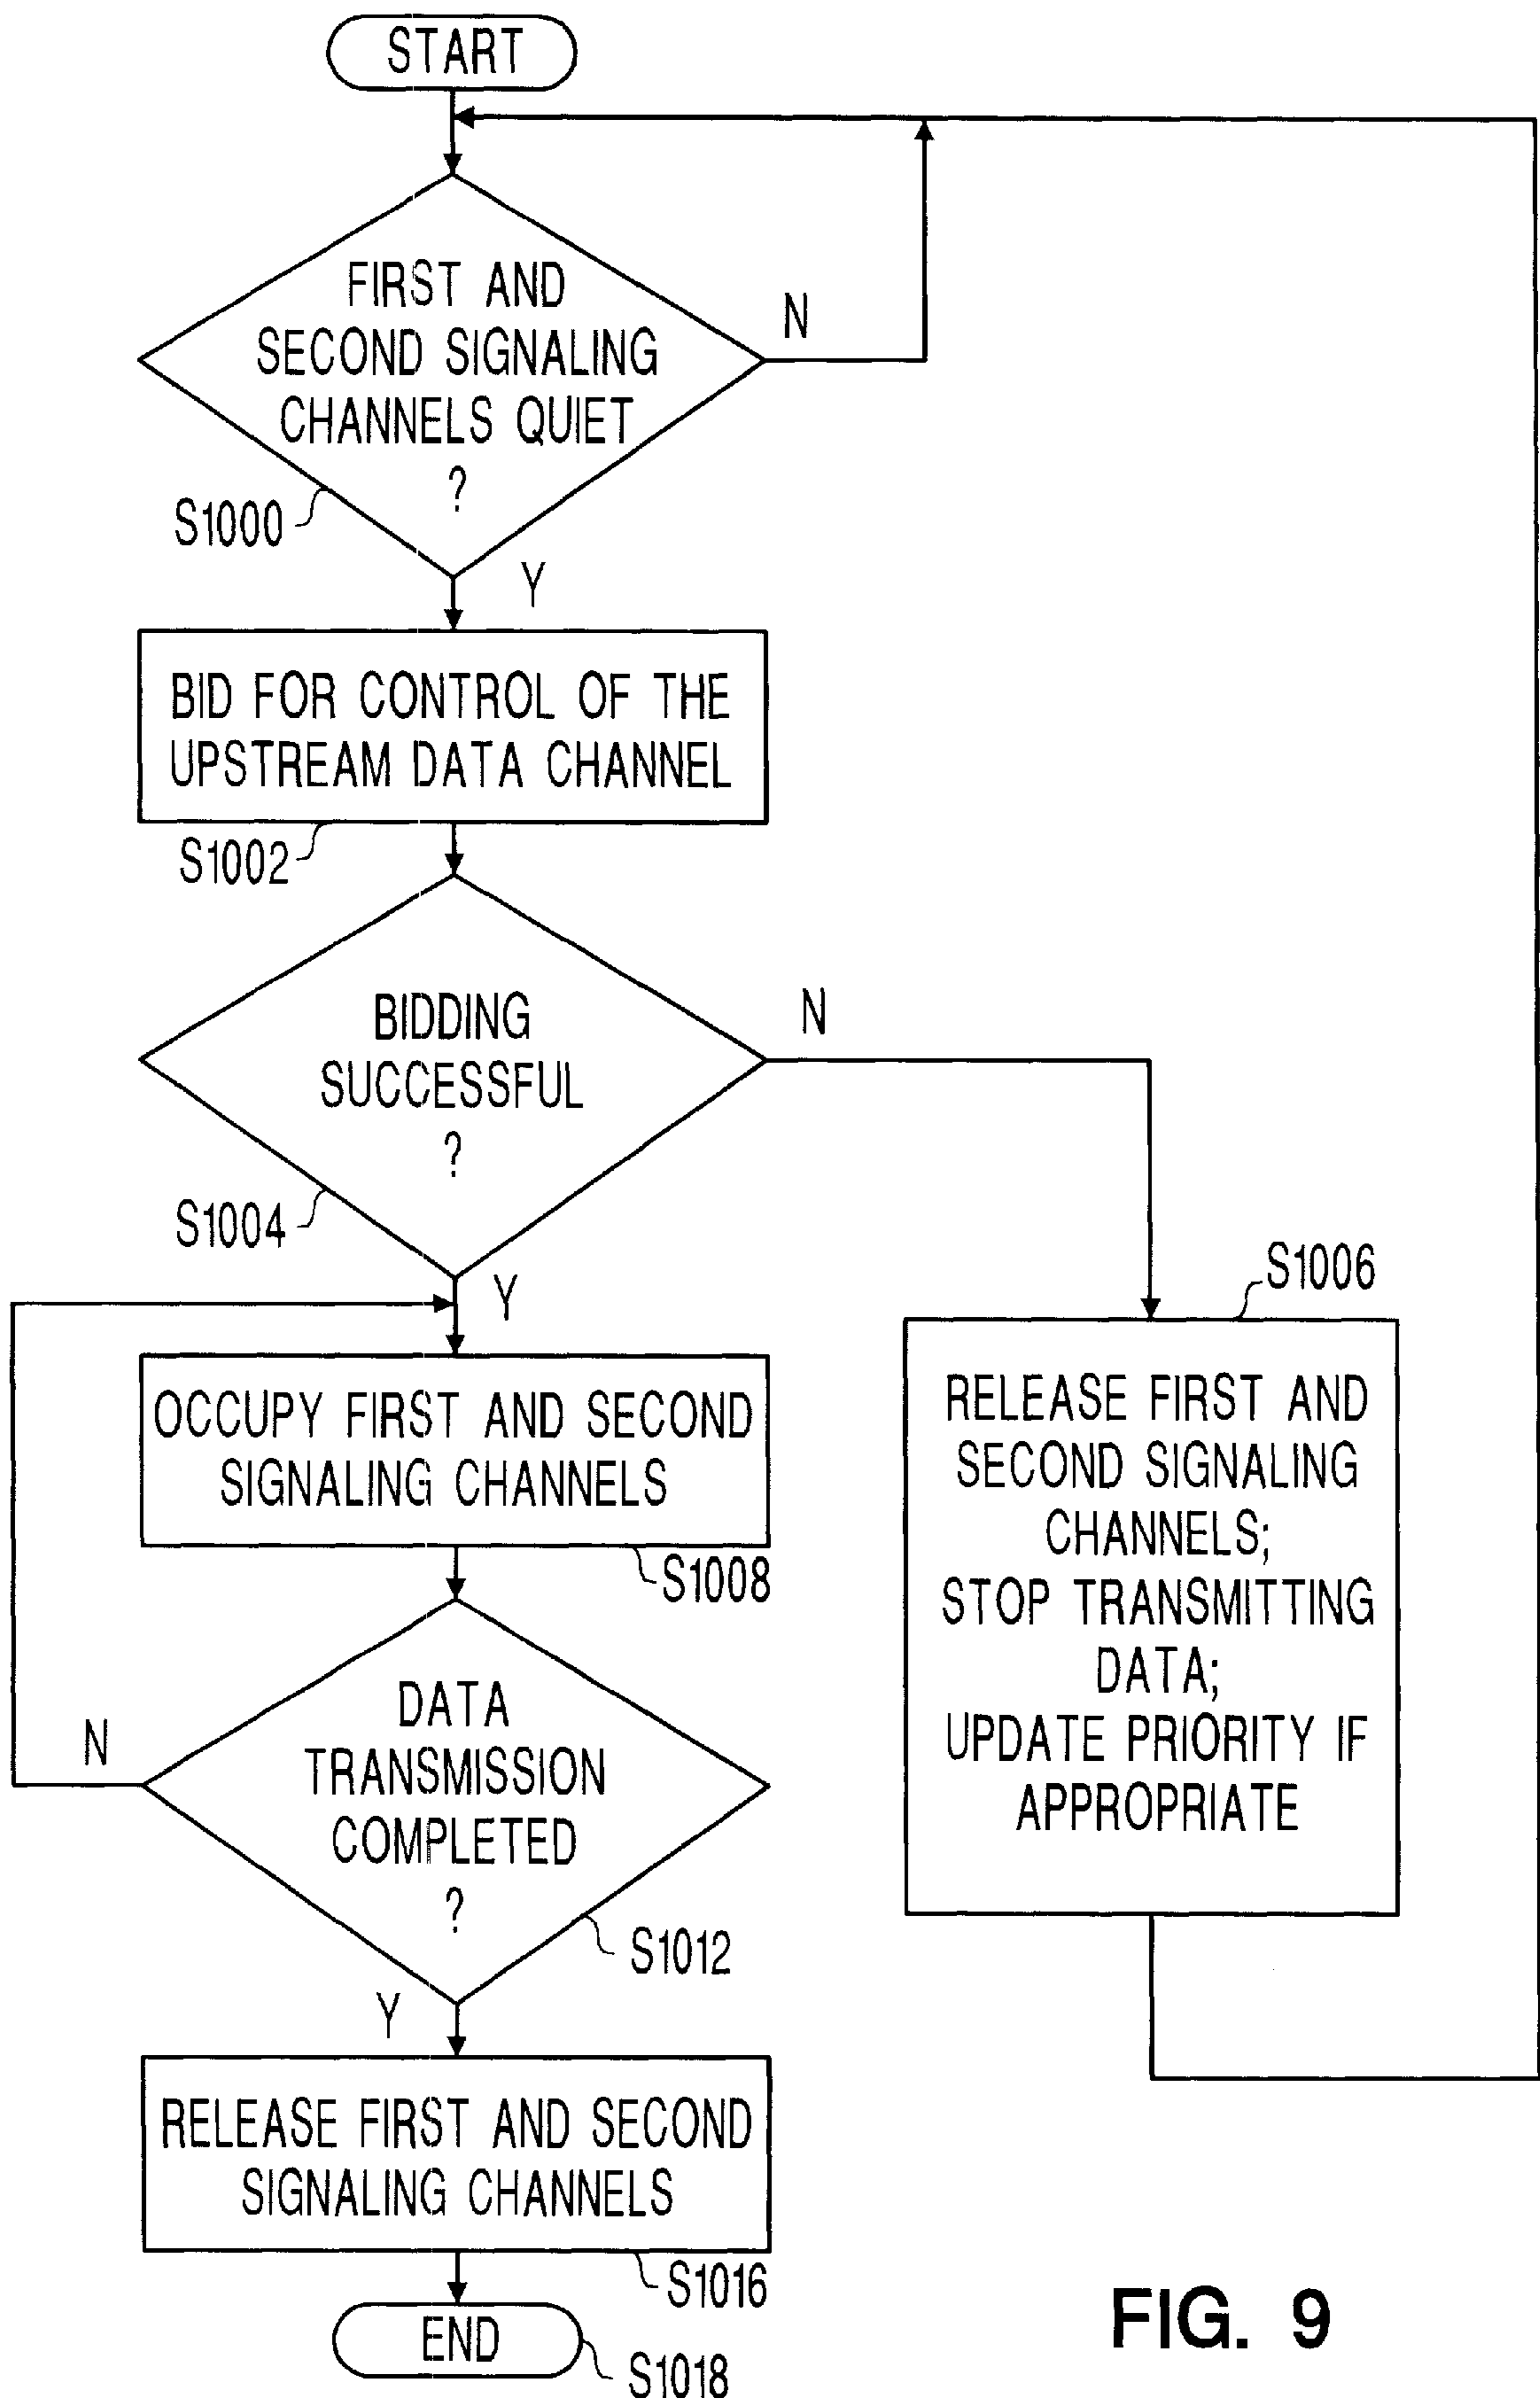 START
FIRST AND
SECOND SIGNALING
CHANNELS QUIET
?
N
S1000
Y
BID FOR CONTROL OF THE
UPSTREAM DATA CHANNEL
S1002
BIDDING
SUCCESSFUL
?
N
S1004
Y
S1006
RELEASE FIRST AND
SECOND SIGNALING
CHANNELS;
STOP TRANSMITTING
DATA;
UPDATE PRIORITY IF
APPROPRIATE
OCCUPY FIRST AND SECOND
SIGNALING CHANNELS
S1008
DATA
TRANSMISSION
COMPLETED
?
N
S1012
Y
RELEASE FIRST AND SECOND
SIGNALING CHANNELS
S1016
END
S1018
FIG. 9